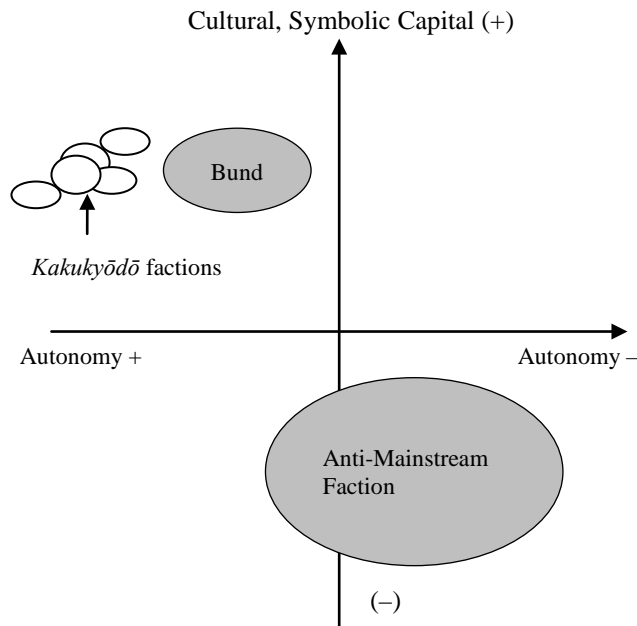 Cultural, Symbolic Capital (+)
Bund
Kakukyōdō factions
Autonomy +
Autonomy –
Anti-Mainstream
Faction
(–)